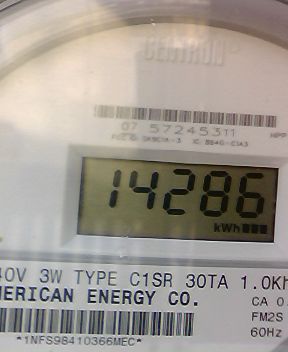 CENTRON
07 57245311
14286
kWh
40V 3W TYPE C1SR 30TA 1.0Kh
MERICAN ENERGY CO.
CA 0.
FM2S
60Hz
*1NFS98410366MEC*